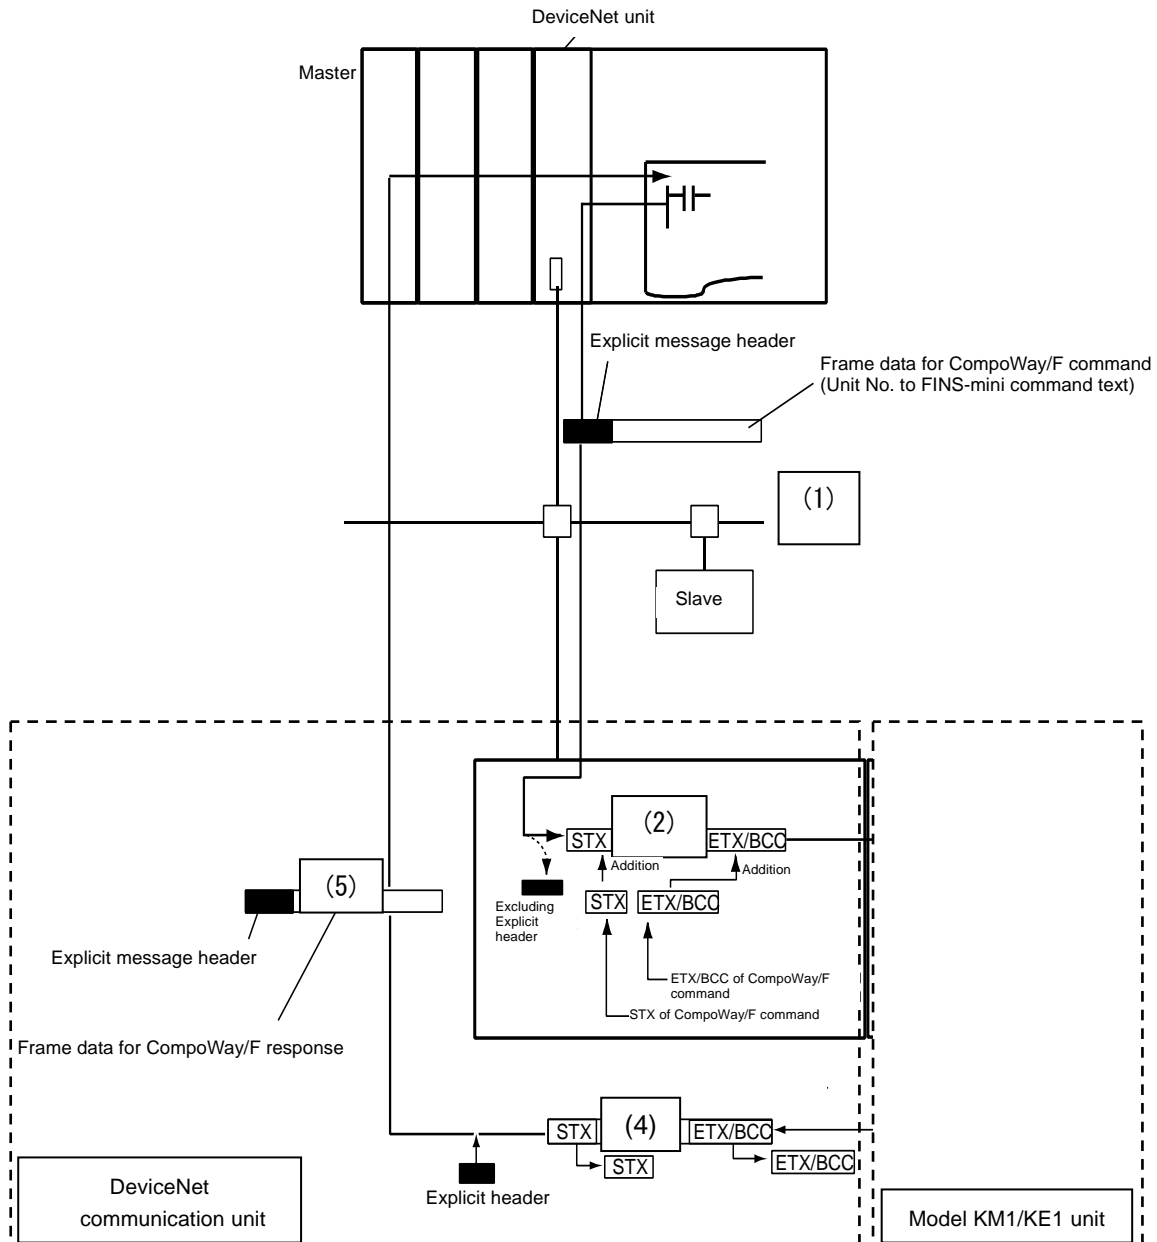 DeviceNet unit
Master
Explicit message header
Frame data for CompoWay/F command
(Unit No. to FINS-mini command text)
(1)
Slave
(2)
STX
ETX/BCC
Addition
Addition
(5)
STX
ETX/BCC
Excluding
Explicit
header
Explicit message header
ETX/BCC of CompoWay/F
command
STX of CompoWay/F command
Frame data for CompoWay/F response
STX
(4)
ETX/BCC
STX
ETX/BCC
Explicit header
DeviceNet
communication unit
Model KM1/KE1 unit